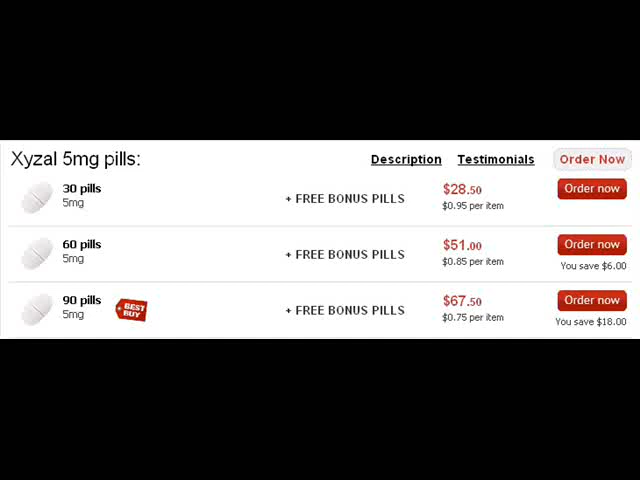 Xyzal 5mg pills:
Description Testimonials Order Now
30 pills
5mg
+ FREE BONUS PILLS
$28.50
$0.95 per item
Order now
60 pills
5mg
+ FREE BONUS PILLS
$51.00
$0.85 per item
Order now
You save $6.00
90 pills
5mg
BEST
BUY
+ FREE BONUS PILLS
$67.50
$0.75 per item
Order now
You save $18.00